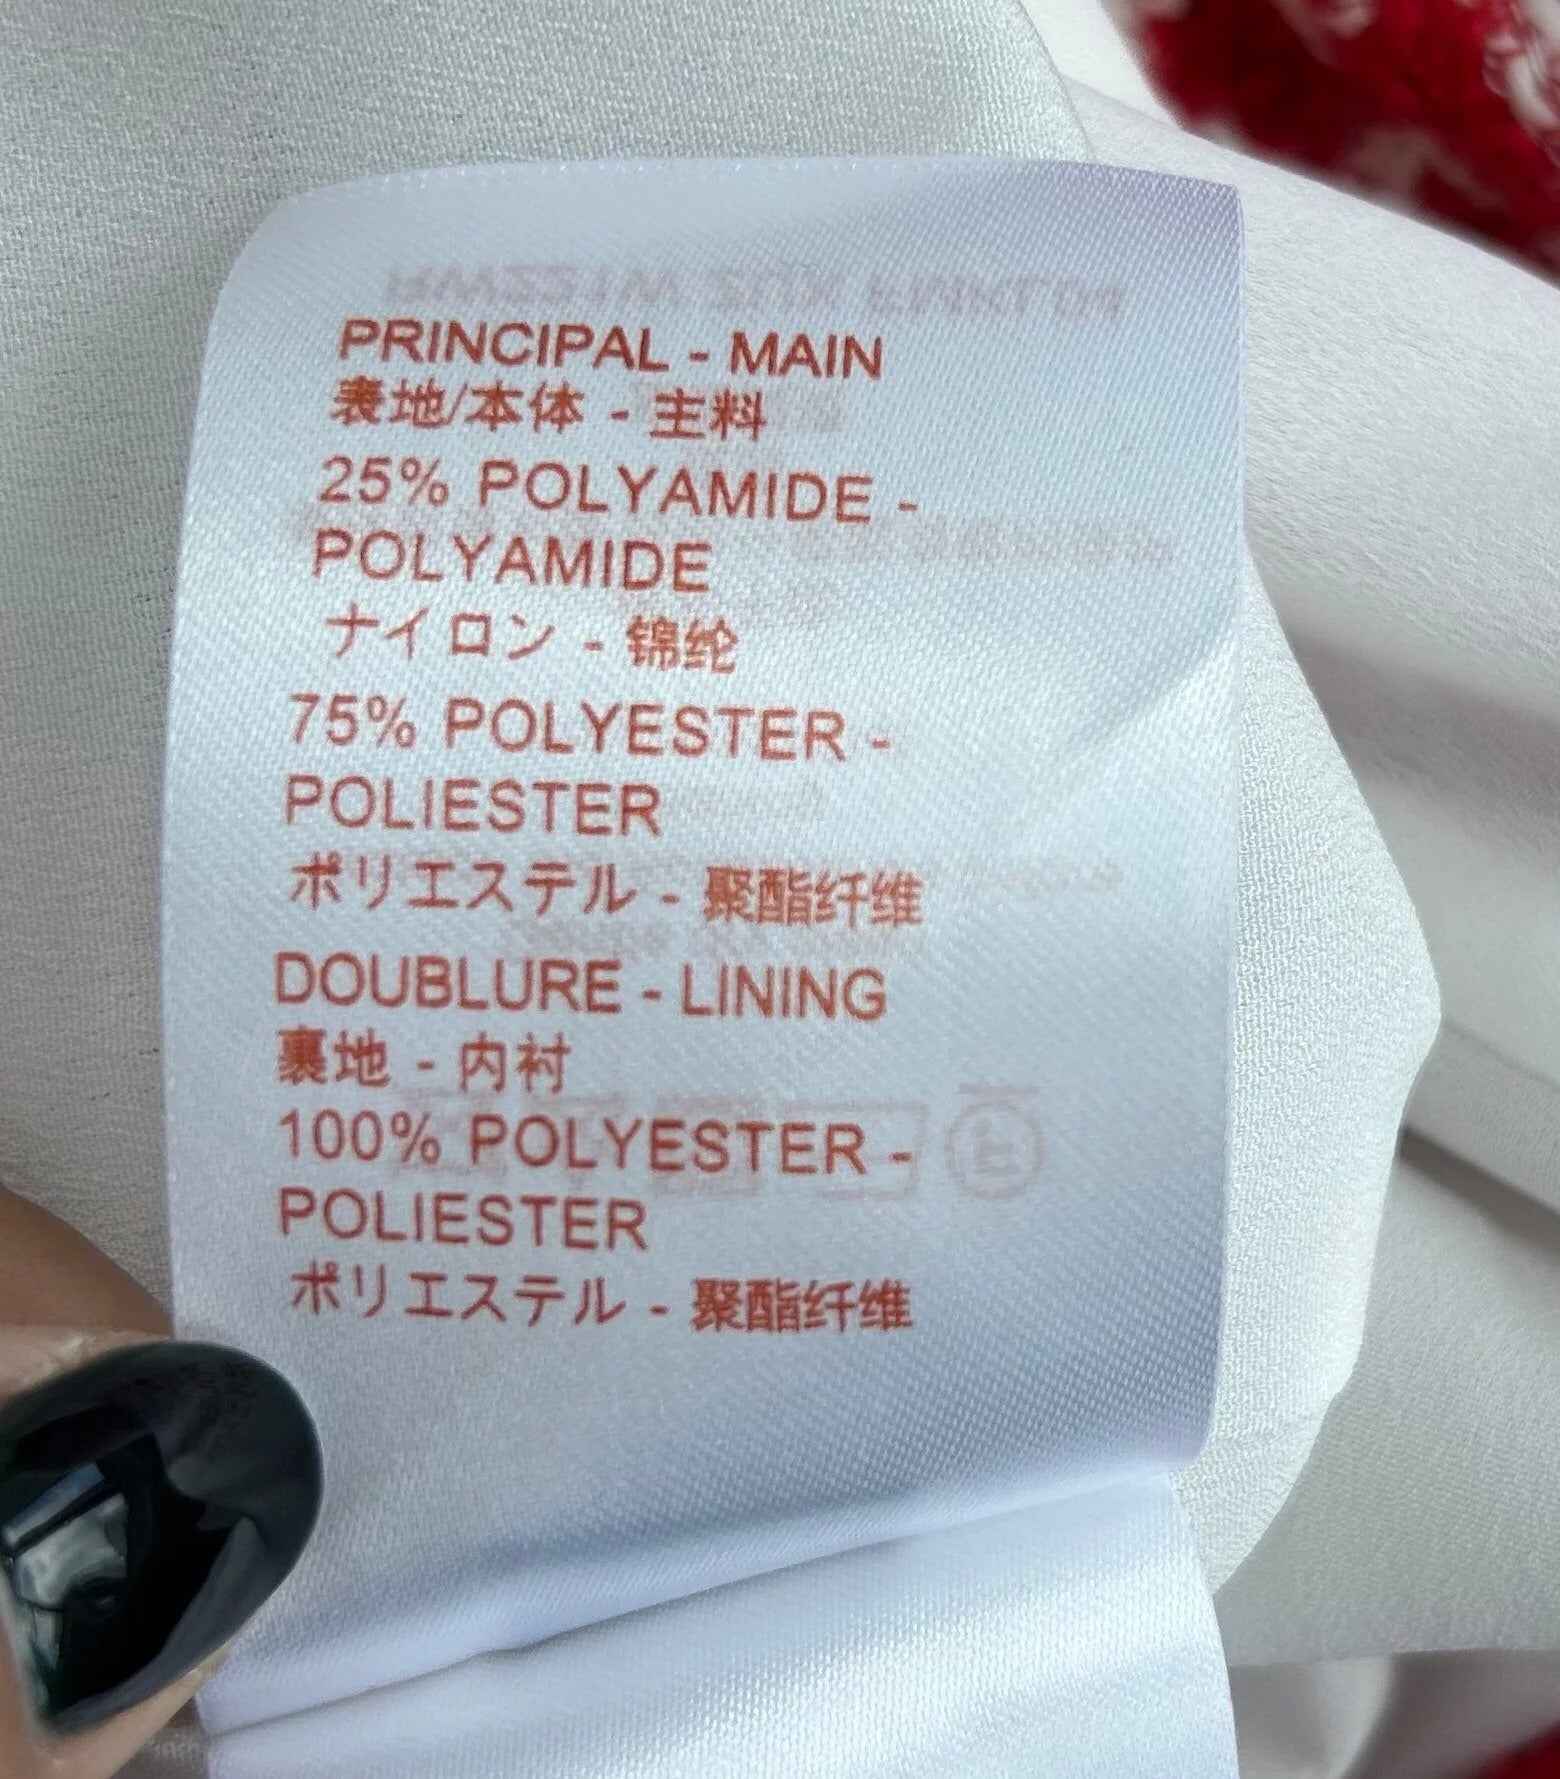 PRINCIPAL - MAIN
表地/本体 - 主料
25% POLYAMIDE -
POLYAMIDE
ナイロン - 锦纶
75% POLYESTER -
POLIESTER
ポリエステル - 聚酯纤维
DOUBLURE - LINING
裏地 - 内衬
100% POLYESTER -
POLIESTER
ポリエステル - 聚酯纤维